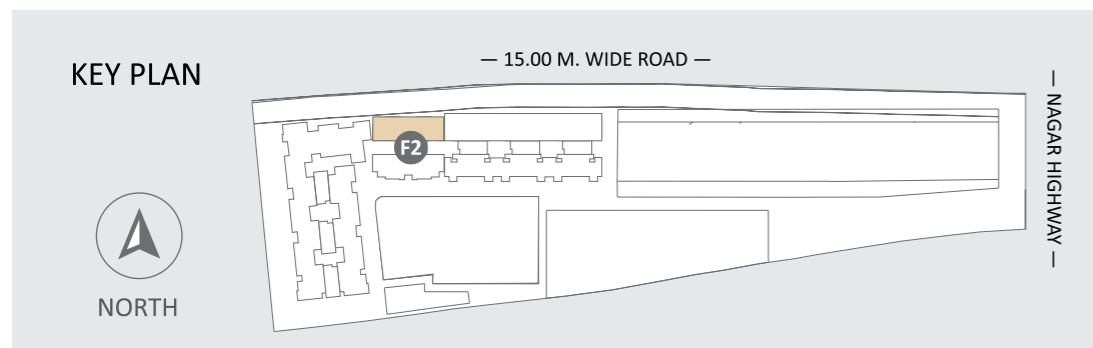 KEY PLAN
— 15.00 M. WIDE ROAD —
— NAGAR HIGHWAY —
F2
NORTH